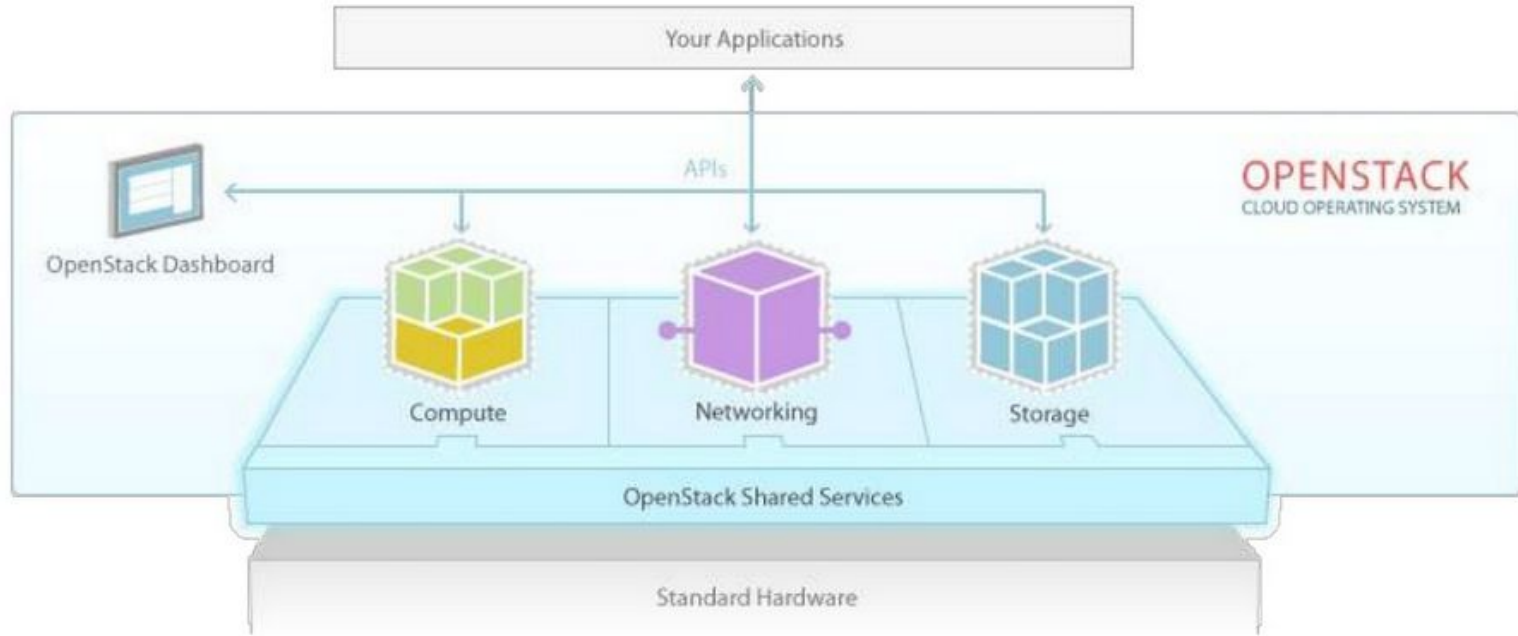 Your Applications
APIs
OPENSTACK
CLOUD OPERATING SYSTEM
OpenStack Dashboard
Compute
Networking
Storage
OpenStack Shared Services
Standard Hardware